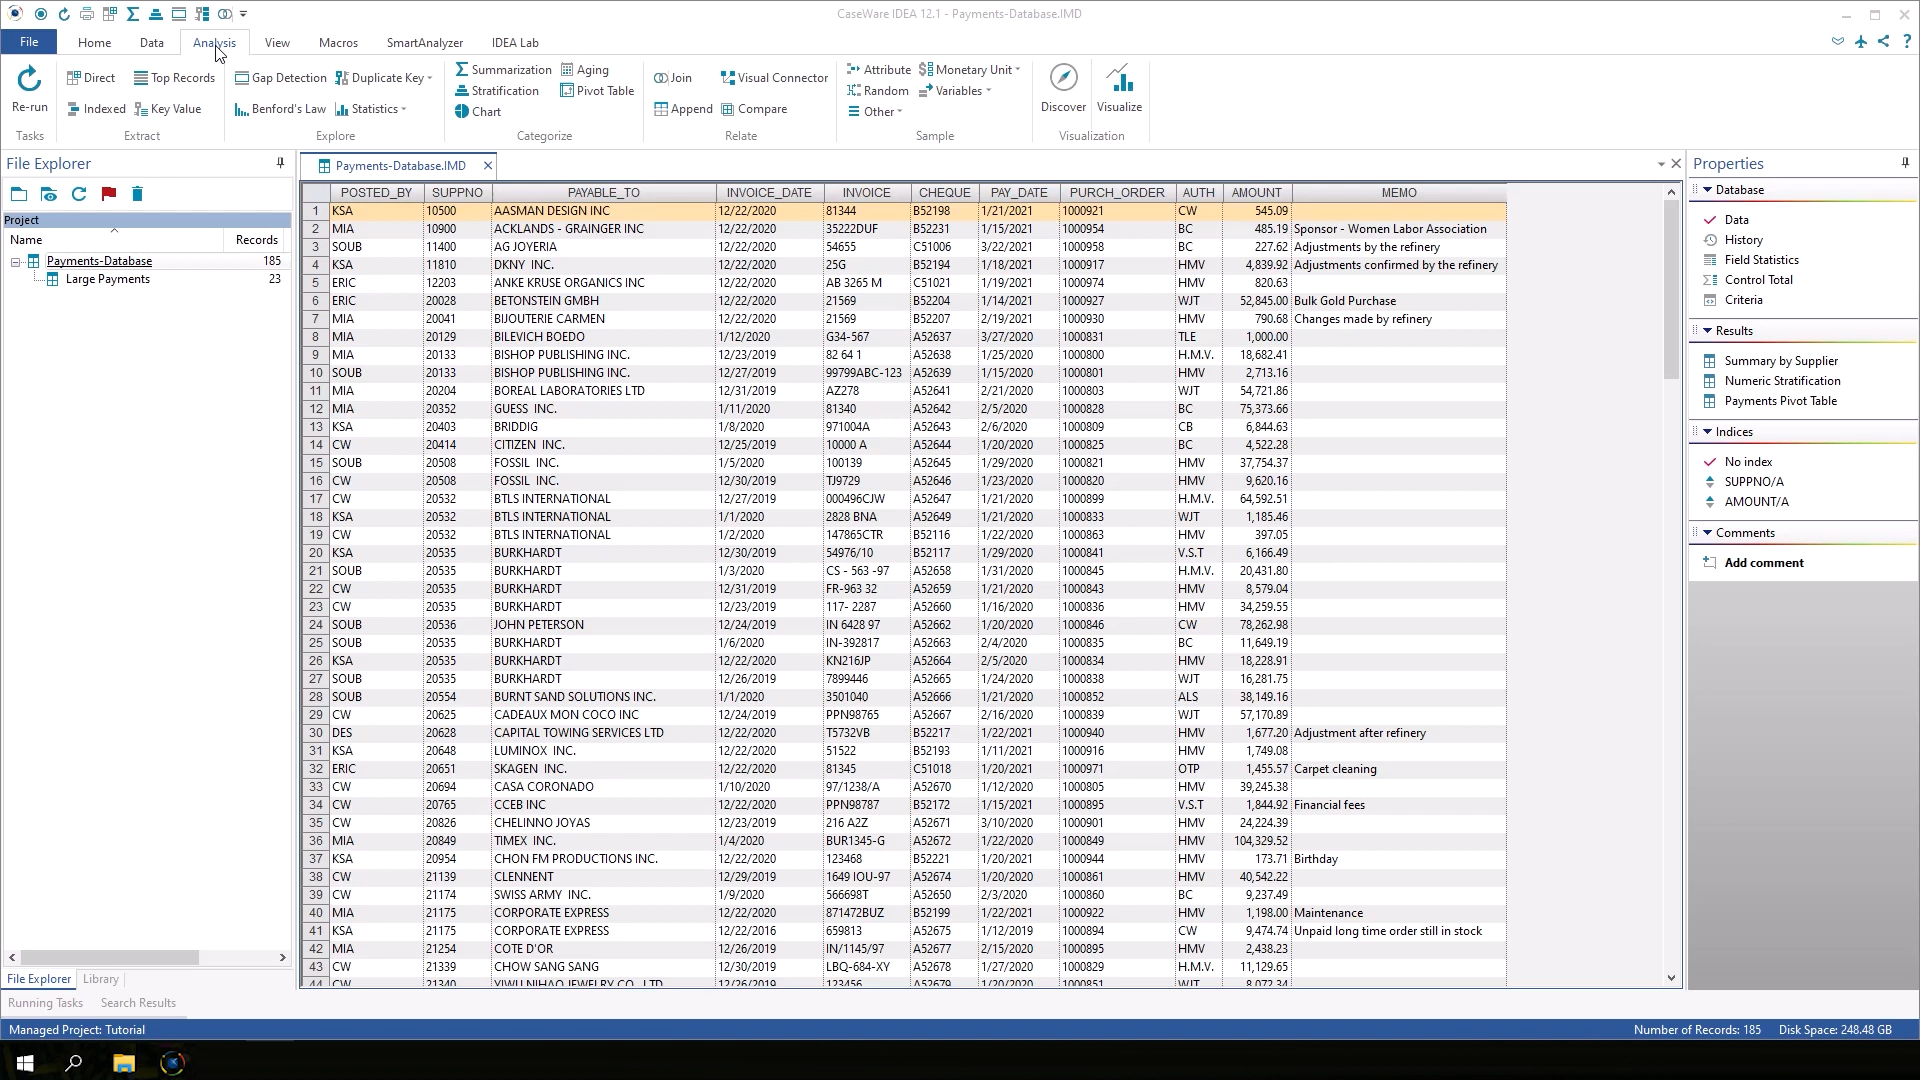 CaseWare IDEA 12.1 - Payments-Database.IMD
File Home Data Analysis View Macros SmartAnalyzer IDEA Lab
Re-run
Tasks
Direct Top Records
Indexed Key Value
Extract
Gap Detection Duplicate Key
Benford's Law Statistics
Explore
Summarization Aging
Stratification Pivot Table
Chart
Categorize
Join Visual Connector
Append Compare
Relate
Attribute Monetary Unit
Random Variables
Other
Sample
Discover Visualize
Visualization
File Explorer
Project
Name Records
Payments-Database 185
Large Payments 23
File Explorer Library
Running Tasks Search Results
Payments-Database.IMD
POSTED_BY SUPPNO PAYABLE_TO INVOICE_DATE INVOICE CHEQUE PAY_DATE PURCH_ORDER AUTH AMOUNT MEMO
1 KSA 10500 AASMAN DESIGN INC 12/22/2020 81344 B52198 1/21/2021 1000921 CW 545.09
2 MIA 10900 ACKLANDS - GRAINGER INC 12/22/2020 35222DUF B52231 1/15/2021 1000954 BC 485.19 Sponsor - Women Labor Association
3 SOUB 11400 AG JOYERIA 12/22/2020 54655 C51006 3/22/2021 1000958 BC 227.62 Adjustments by the refinery
4 KSA 11810 DKNY INC. 12/22/2020 25G B52194 1/18/2021 1000917 HMV 4,839.92 Adjustments confirmed by the refinery
5 ERIC 12203 ANKE KRUSE ORGANICS INC 12/22/2020 AB 3265 M C51021 1/19/2021 1000974 HMV 820.63
6 ERIC 20028 BETONSTEIN GMBH 12/22/2020 21569 B52204 1/14/2021 1000927 WJT 52,845.00 Bulk Gold Purchase
7 MIA 20041 BIJOUTERIE CARMEN 12/22/2020 21569 B52207 2/19/2021 1000930 HMV 790.68 Changes made by refinery
8 MIA 20129 BILEVICH BOEDO 1/12/2020 G34-567 A52637 3/27/2020 1000831 TLE 1,000.00
9 MIA 20133 BISHOP PUBLISHING INC. 12/23/2019 82 64 1 A52638 1/25/2020 1000800 H.M.V. 18,682.41
10 SOUB 20133 BISHOP PUBLISHING INC. 12/27/2019 99799ABC-123 A52639 1/15/2020 1000801 HMV 2,713.16
11 MIA 20204 BOREAL LABORATORIES LTD 12/31/2019 AZ278 A52641 2/21/2020 1000803 WJT 54,721.86
12 MIA 20352 GUESS INC. 1/11/2020 81340 A52642 2/5/2020 1000828 BC 75,373.66
13 KSA 20403 BRIDDIG 1/8/2020 971004A A52643 2/6/2020 1000809 CB 6,844.63
14 CW 20414 CITIZEN INC. 12/25/2019 10000 A A52644 1/20/2020 1000825 BC 4,522.28
15 SOUB 20508 FOSSIL INC. 1/5/2020 100139 A52645 1/29/2020 1000821 HMV 37,754.37
16 CW 20508 FOSSIL INC. 12/30/2019 TJ9729 A52646 1/23/2020 1000820 HMV 9,620.16
17 CW 20532 BTLS INTERNATIONAL 12/27/2019 000496CJW A52647 1/21/2020 1000899 H.M.V. 64,592.51
18 KSA 20532 BTLS INTERNATIONAL 1/1/2020 2828 BNA A52649 1/21/2020 1000833 WJT 1,185.46
19 CW 20532 BTLS INTERNATIONAL 1/2/2020 147865CTR B52116 1/22/2020 1000863 HMV 397.05
20 KSA 20535 BURKHARDT 12/30/2019 54976/10 B52117 1/29/2020 1000841 V.S.T 6,166.49
21 SOUB 20535 BURKHARDT 1/3/2020 CS - 563 -97 A52658 1/31/2020 1000845 H.M.V. 20,431.80
22 CW 20535 BURKHARDT 12/31/2019 FR-963 32 A52659 1/21/2020 1000843 HMV 8,579.04
23 CW 20535 BURKHARDT 12/23/2019 117- 2287 A52660 1/16/2020 1000836 HMV 34,259.55
24 SOUB 20536 JOHN PETERSON 12/24/2019 IN 6428 97 A52662 1/20/2020 1000846 CW 78,262.98
25 SOUB 20535 BURKHARDT 1/6/2020 IN-392817 A52663 2/4/2020 1000835 BC 11,649.19
26 KSA 20535 BURKHARDT 12/22/2020 KN216JP A52664 2/5/2020 1000834 HMV 18,228.91
27 SOUB 20535 BURKHARDT 12/26/2019 7899446 A52665 1/24/2020 1000838 WJT 16,281.75
28 SOUB 20554 BURNT SAND SOLUTIONS INC. 1/1/2020 3501040 A52666 1/21/2020 1000852 ALS 38,149.16
29 CW 20625 CADEAUX MON COCO INC 12/24/2019 PPN98765 A52667 2/16/2020 1000839 WJT 57,170.89
30 DES 20628 CAPITAL TOWING SERVICES LTD 12/22/2020 T5732VB B52217 1/22/2021 1000940 HMV 1,677.20 Adjustment after refinery
31 KSA 20648 LUMINOX INC. 12/22/2020 51522 B52193 1/11/2021 1000916 HMV 1,749.08
32 ERIC 20651 SKAGEN INC. 12/22/2020 81345 C51018 1/20/2021 1000971 OTP 1,455.57 Carpet cleaning
33 CW 20694 CASA CORONADO 1/10/2020 97/1238/A A52670 1/12/2020 1000805 HMV 39,245.38
34 CW 20765 CCEB INC 12/22/2020 PPN98787 B52172 1/15/2021 1000895 V.S.T 1,844.92 Financial fees
35 CW 20826 CHELINNO JOYAS 12/23/2019 216 A2Z A52671 3/10/2020 1000901 HMV 24,224.39
36 MIA 20849 TIMEX INC. 1/4/2020 BUR1345-G A52672 1/22/2020 1000849 HMV 104,329.52
37 KSA 20954 CHON FM PRODUCTIONS INC. 12/22/2020 123468 B52221 1/20/2021 1000944 HMV 173.71 Birthday
38 CW 21139 CLENNENT 12/29/2019 1649 IOU-97 A52674 1/20/2020 1000861 HMV 40,542.22
39 CW 21174 SWISS ARMY INC. 1/9/2020 566698T A52650 2/3/2020 1000860 BC 9,237.49
40 MIA 21175 CORPORATE EXPRESS 12/22/2020 871472BUZ B52199 1/22/2021 1000922 HMV 1,198.00 Maintenance
41 KSA 21175 CORPORATE EXPRESS 12/22/2016 659813 A52675 1/12/2019 1000894 CW 9,474.74 Unpaid long time order still in stock
42 MIA 21254 COTE D'OR 12/26/2019 IN/1145/97 A52677 2/15/2020 1000895 HMV 2,438.23
43 CW 21339 CHOW SANG SANG 12/30/2019 LBQ-684-XY A52678 1/27/2020 1000829 H.M.V. 11,129.65
44 CW 21340 YIWU NIHAO JEWELRY CO., LTD 12/26/2019 123456 A52679 1/20/2020 1000851 WJT 8,072.34
Properties
Database
Data
History
Field Statistics
Control Total
Criteria
Results
Summary by Supplier
Numeric Stratification
Payments Pivot Table
Indices
No index
SUPPNO/A
AMOUNT/A
Comments
Add comment
Managed Project: Tutorial Number of Records: 185 Disk Space: 248.48 GB